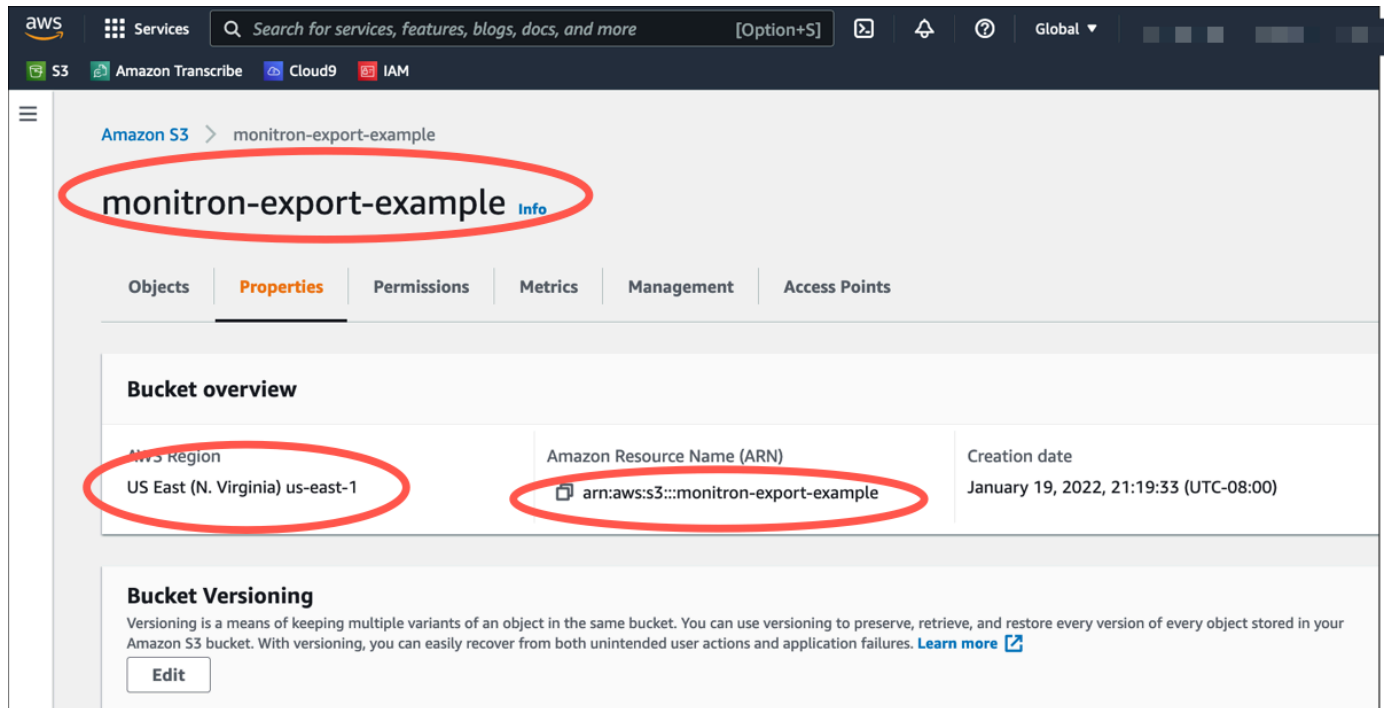 aws Services Search for services, features, blogs, docs, and more [Option+S] Global ▼
S3 Amazon Transcribe Cloud9 IAM
Amazon S3 > monitron-export-example
monitron-export-example Info
Objects Properties Permissions Metrics Management Access Points
Bucket overview
AWS Region Amazon Resource Name (ARN) Creation date
US East (N. Virginia) us-east-1 arn:aws:s3:::monitron-export-example January 19, 2022, 21:19:33 (UTC-08:00)
Bucket Versioning
Versioning is a means of keeping multiple variants of an object in the same bucket. You can use versioning to preserve, retrieve, and restore every version of every object stored in your
Amazon S3 bucket. With versioning, you can easily recover from both unintended user actions and application failures. Learn more
Edit